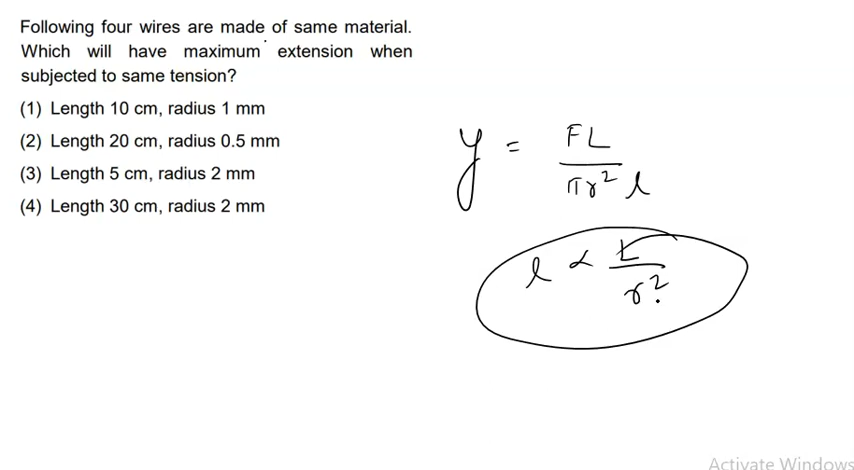 Following four wires are made of same material.
Which will have maximum extension when
subjected to same tension?
(1) Length 10 cm, radius 1 mm
(2) Length 20 cm, radius 0.5 mm
(3) Length 5 cm, radius 2 mm
(4) Length 30 cm, radius 2 mm
y = FL / πr² l
l ∝ L / r²
Activate Windows